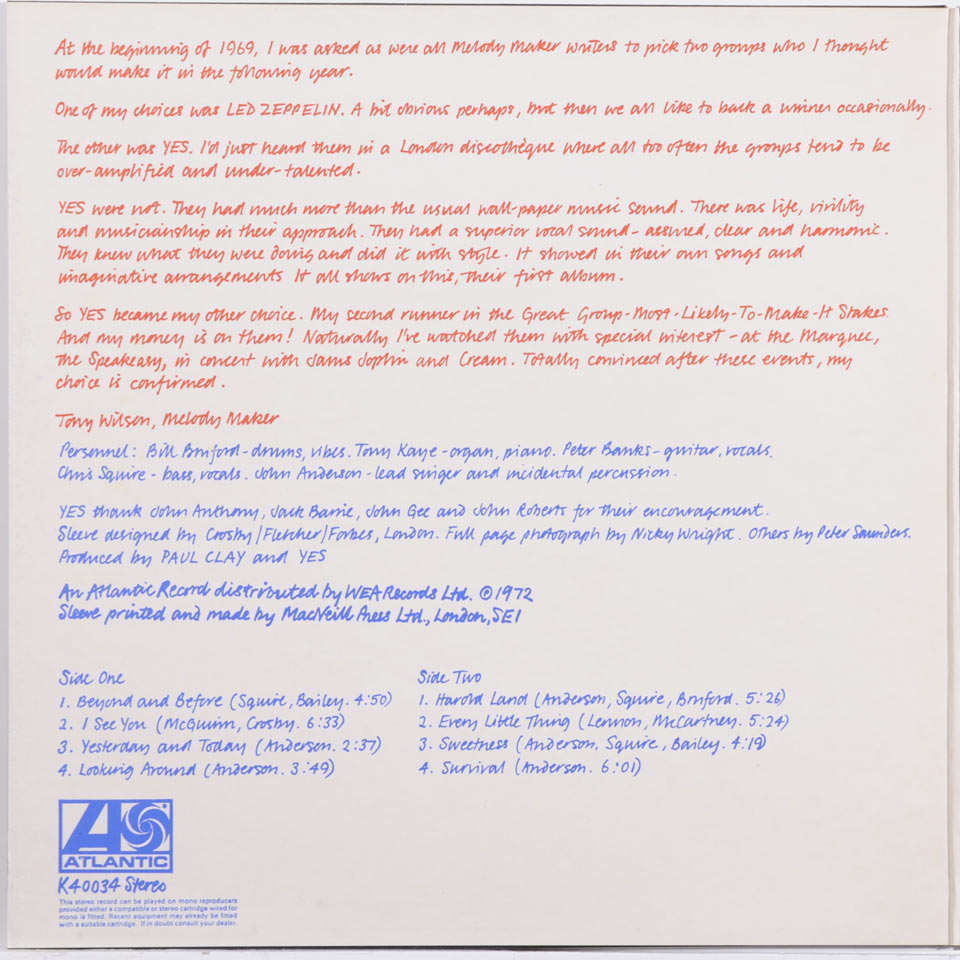 At the beginning of 1969, I was asked as were all Melody Maker writers to pick two groups who I thought
would make it in the following year.
One of my choices was LED ZEPPELIN. A bit obvious perhaps, but then we all like to back a winner occasionally.
The other was YES. I'd just heard them in a London discothèque where all too often the groups tend to be
over-amplified and under-talented.
YES were not. They had much more than the usual wall-paper music sound. There was life, virility
and musicianship in their approach. They had a superior vocal sound - assured, clear and harmonic.
They knew what they were doing and did it with style. It showed in their own songs and
imaginative arrangements It all shows on this, their first album.
So YES became my other choice. My second runner in the Great Group-Most-Likely-To-Make-It Stakes.
And my money is on them! Naturally I've watched them with special interest - at the Marquee,
the Speakeasy, in concert with Janis Joplin and Cream. Totally convinced after these events, my
choice is confirmed.
Tony Wilson, Melody Maker
Personnel: Bill Bruford - drums, vibes. Tony Kaye - organ, piano. Peter Banks - guitar, vocals.
Chris Squire - bass, vocals. John Anderson - lead singer and incidental percussion.
YES thank John Anthony, Jack Barrie, John Gee and John Roberts for their encouragement.
Sleeve designed by Crosby/Fletcher/Forbes, London. Full page photograph by Nicky Wright. Others by Peter Saunders.
Produced by PAUL CLAY and YES
An Atlantic Record distributed by WEA Records Ltd. ©1972
Sleeve printed and made by MacNeill Press Ltd., London, SE1
Side One
1. Beyond and Before (Squire, Bailey. 4:50)
2. I See You (McGuinn, Crosby. 6:33)
3. Yesterday and Today (Anderson. 2:37)
4. Looking Around (Anderson. 3:49)
Side Two
1. Harold Land (Anderson, Squire, Bruford. 5:26)
2. Every Little Thing (Lennon, McCartney. 5:24)
3. Sweetness (Anderson, Squire, Bailey. 4:19)
4. Survival (Anderson. 6:01)
ATLANTIC
K40034 Stereo
This stereo record can be played on mono reproducers
provided either a compatible or stereo cartridge wired for
mono is fitted. Recent equipment may already be fitted
with a suitable cartridge. If in doubt consult your dealer.